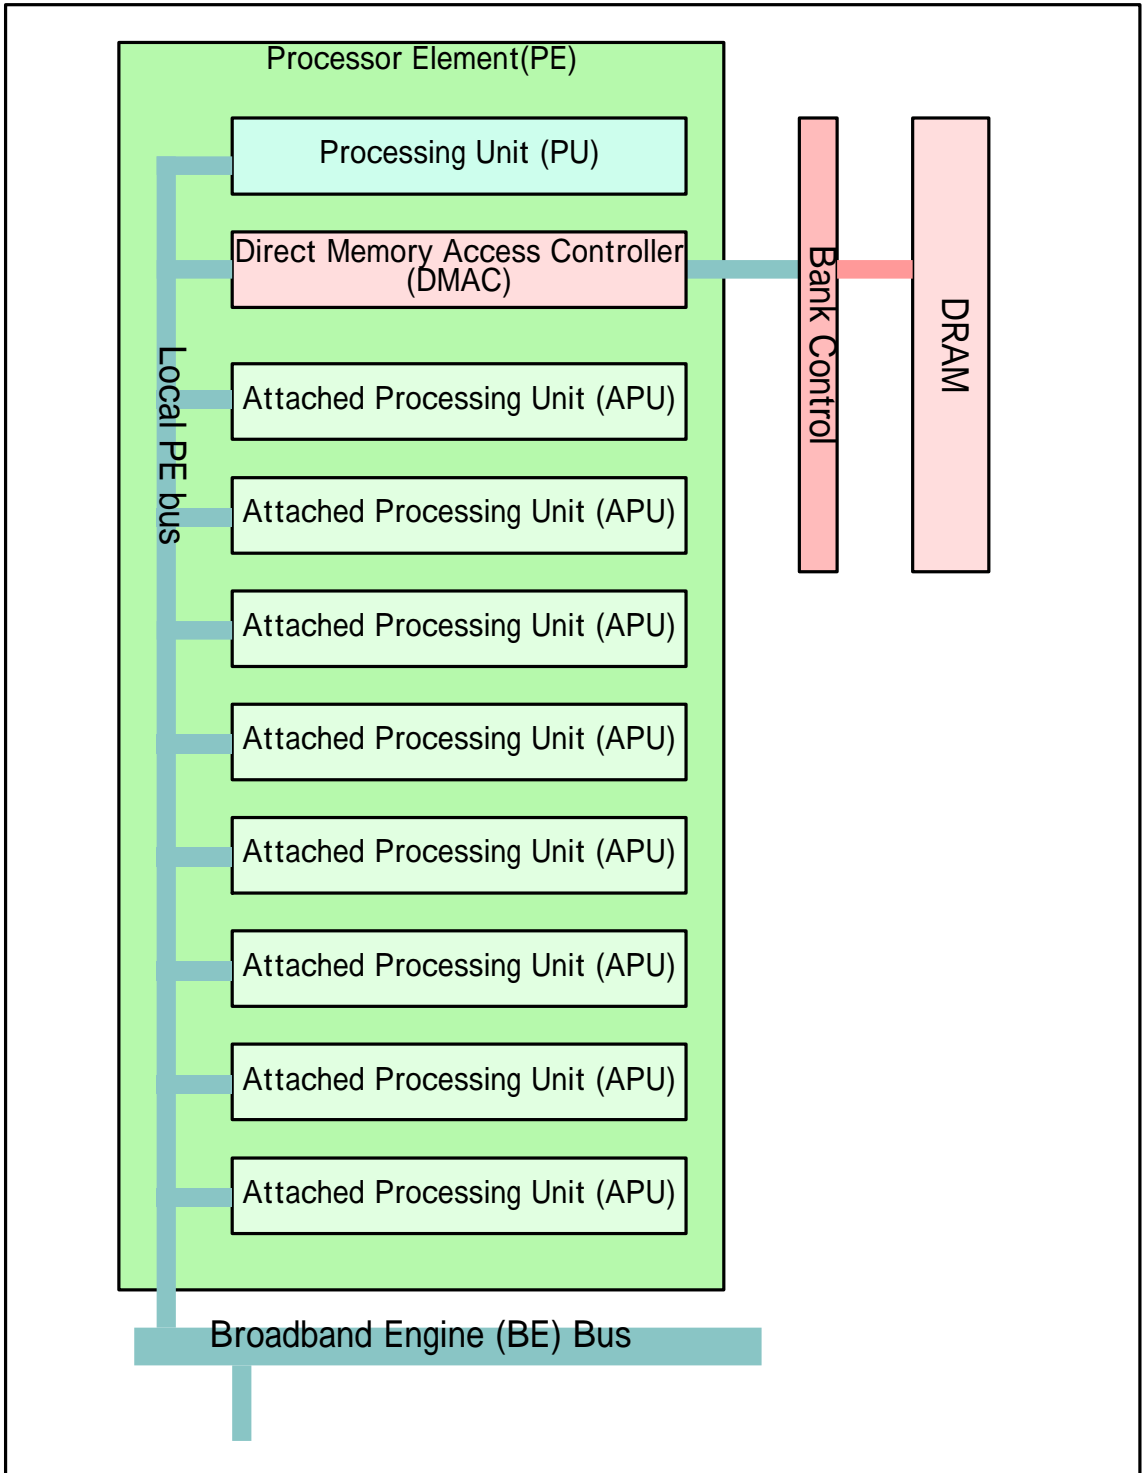 Processor Element(PE)
Processing Unit (PU)
Direct Memory Access Controller
(DMAC)
Bank Control
DRAM
Local PE bus
Attached Processing Unit (APU)
Attached Processing Unit (APU)
Attached Processing Unit (APU)
Attached Processing Unit (APU)
Attached Processing Unit (APU)
Attached Processing Unit (APU)
Attached Processing Unit (APU)
Attached Processing Unit (APU)
Broadband Engine (BE) Bus